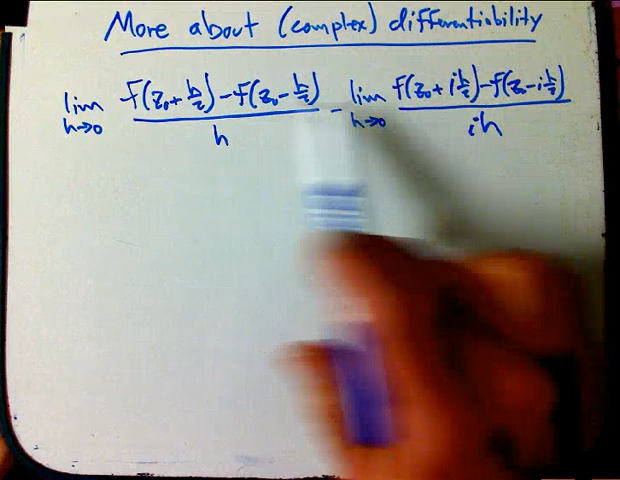 More about (complex) differentiability
lim h→0 f(z₀+h/2)-f(z₀-h/2) / h - lim h→0 f(z₀+ih/2)-f(z₀-ih/2) / ih